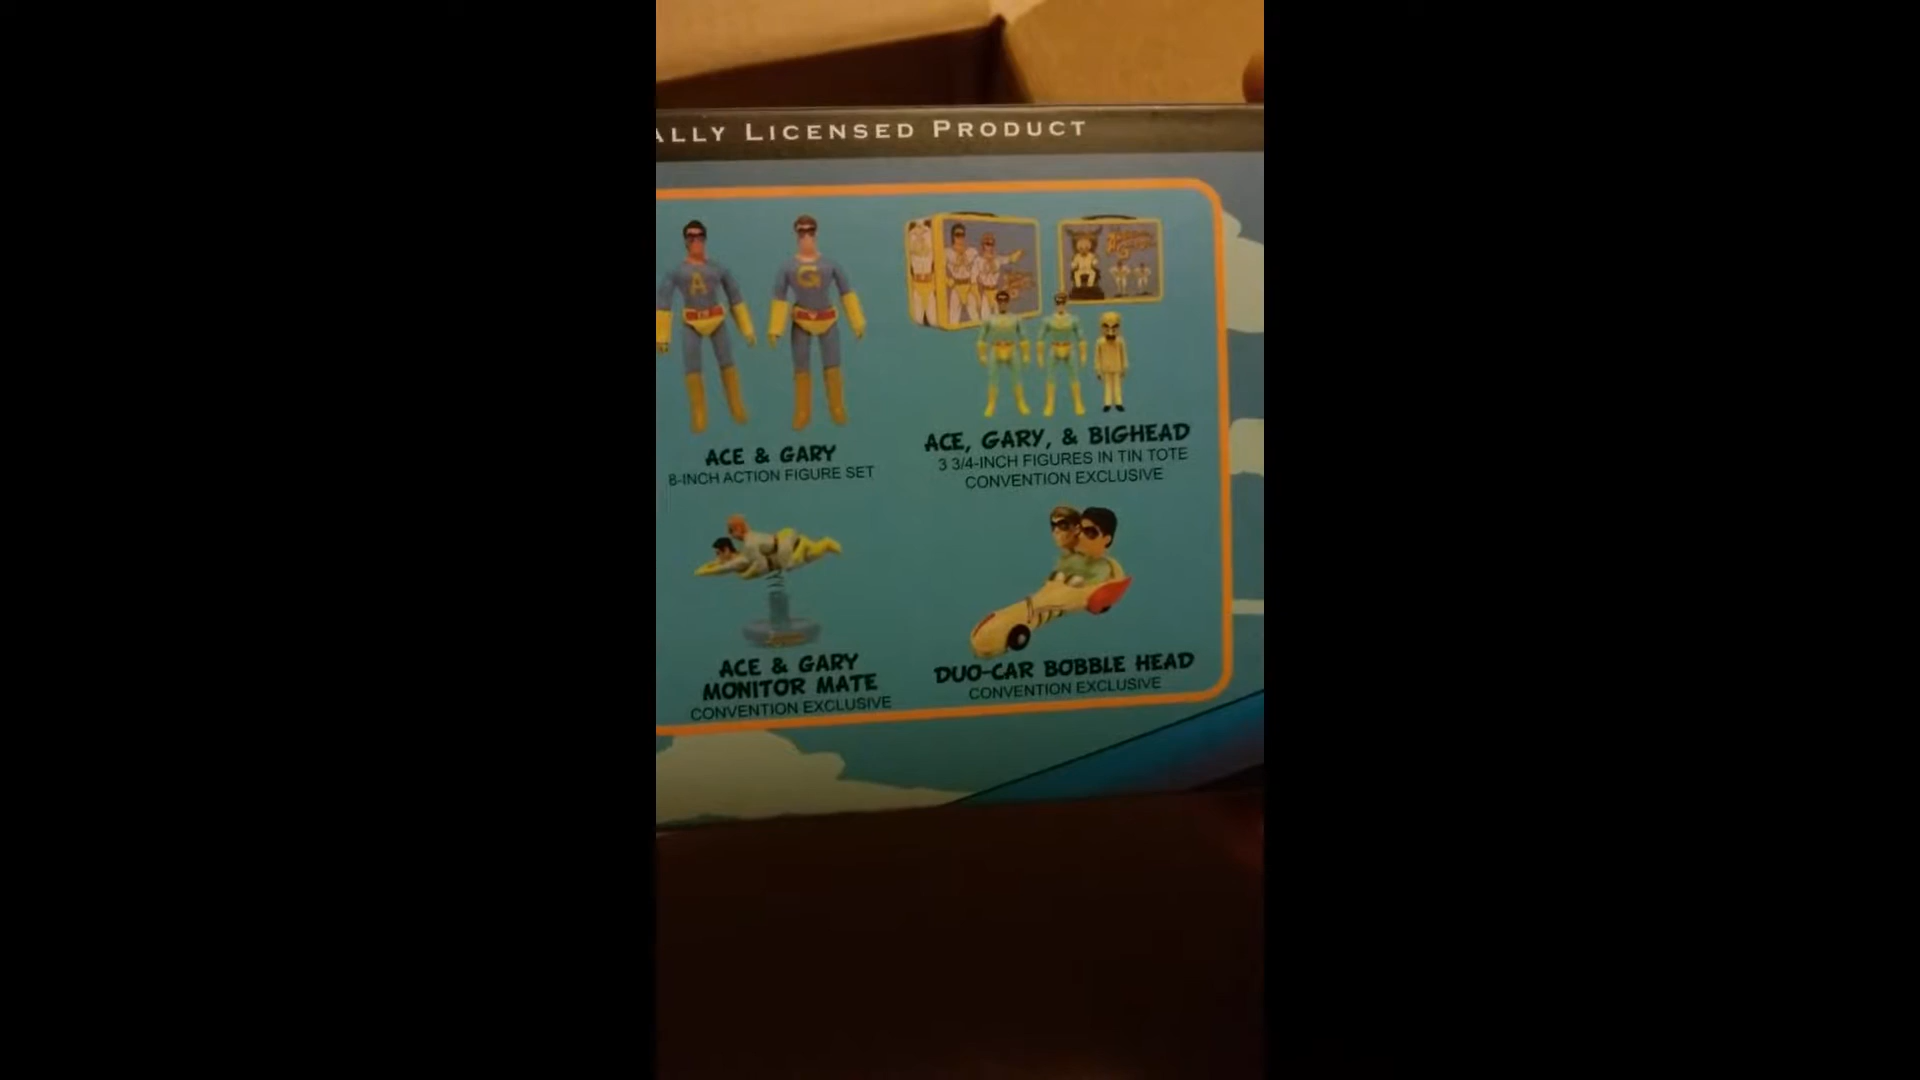 ALLY LICENSED PRODUCT
A
G
ACE & GARY
8-INCH ACTION FIGURE SET
ACE, GARY, & BIGHEAD
3 3/4-INCH FIGURES IN TIN TOTE
CONVENTION EXCLUSIVE
ACE & GARY
MONITOR MATE
CONVENTION EXCLUSIVE
DUO-CAR BOBBLE HEAD
CONVENTION EXCLUSIVE